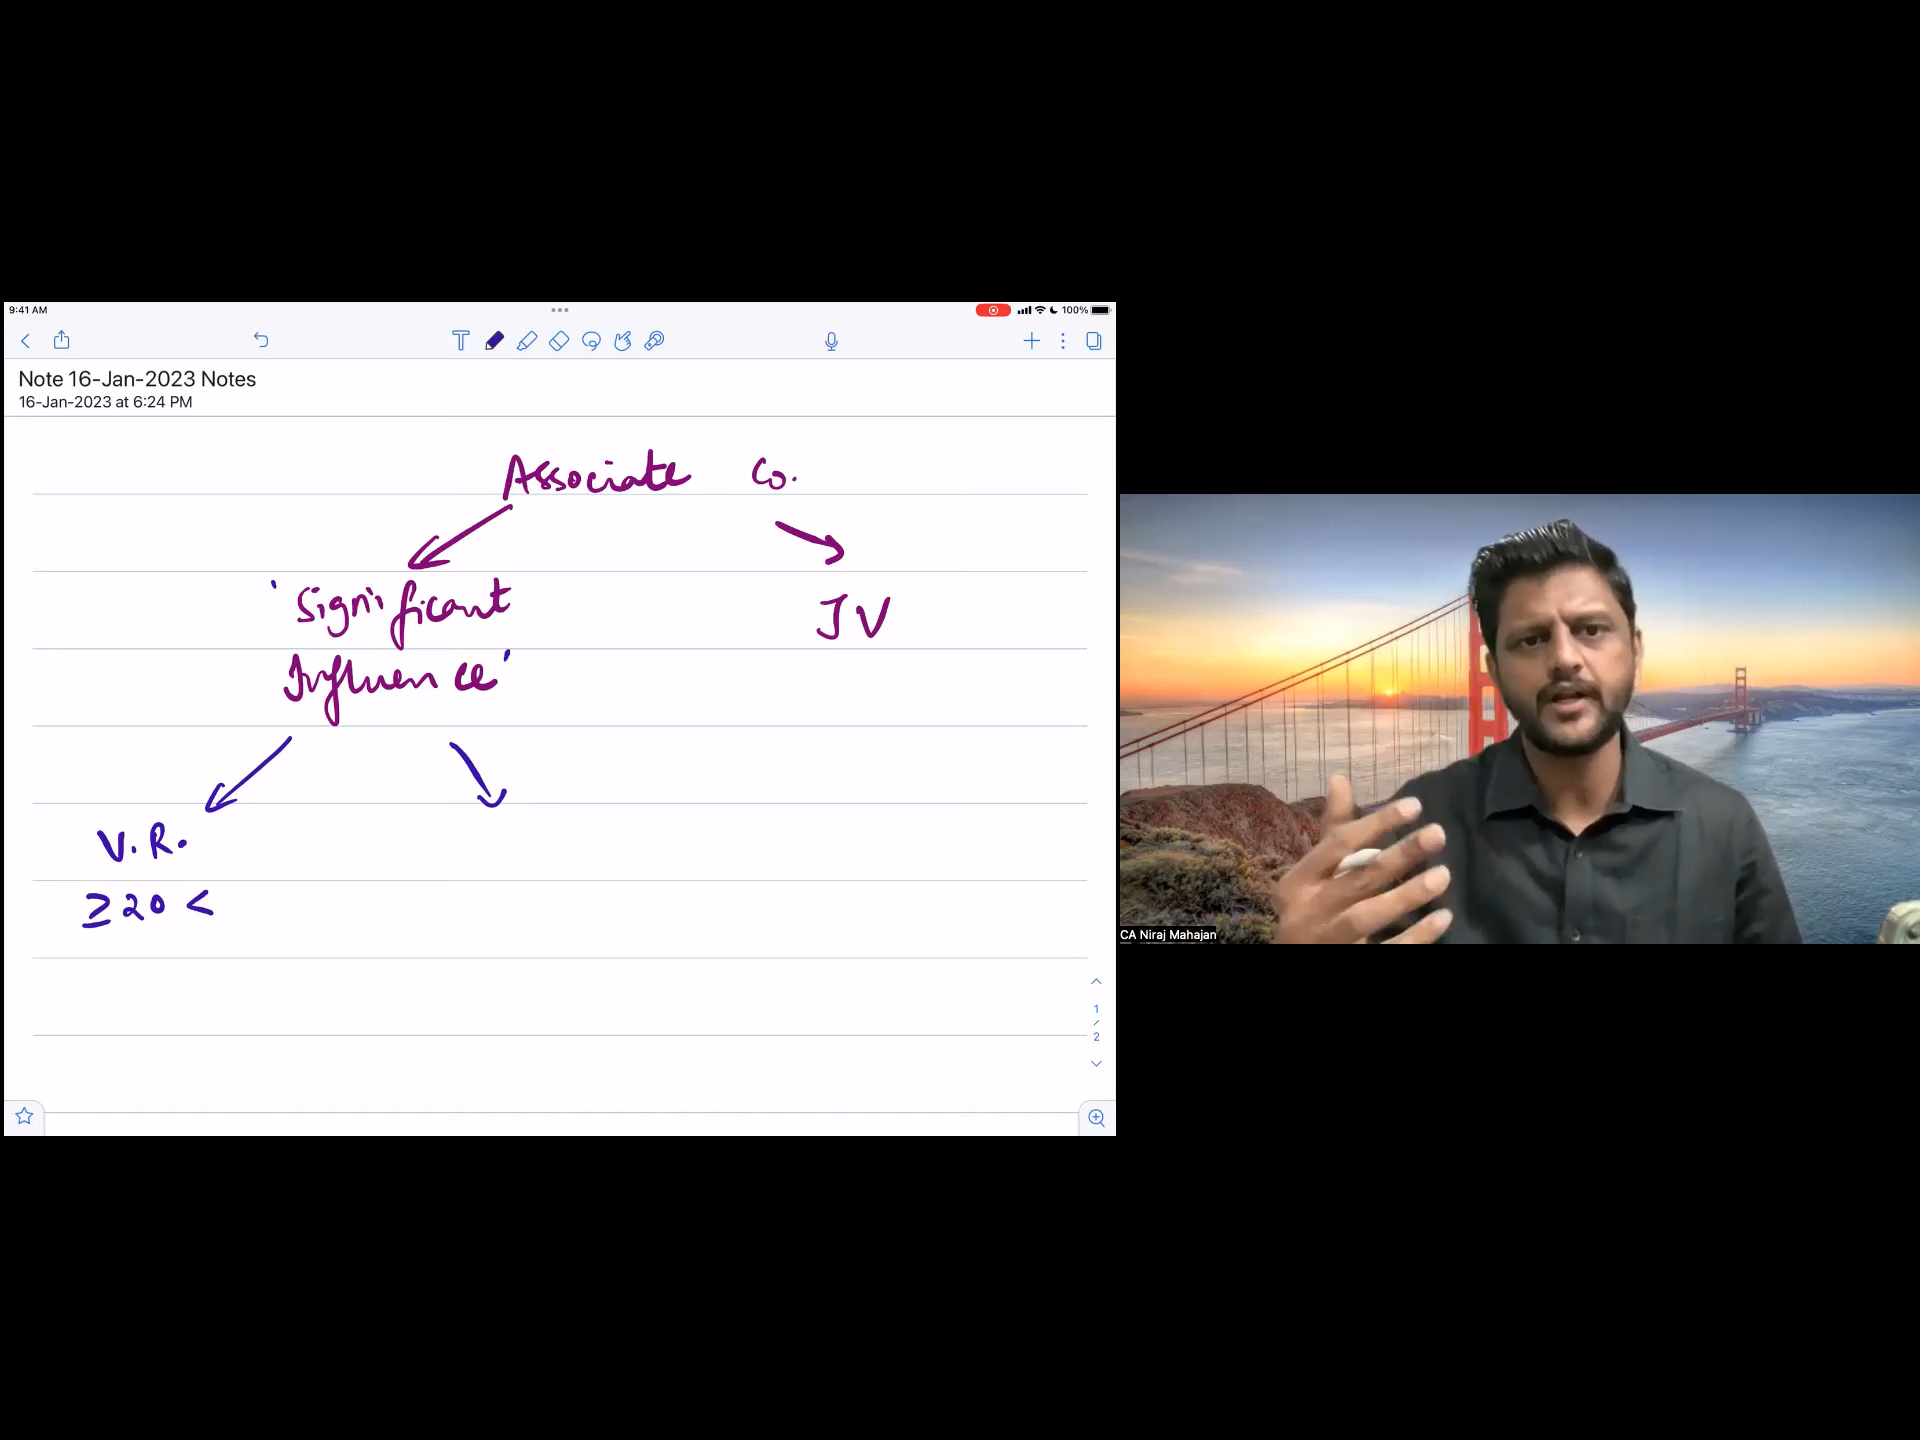 9:41 AM
100%
Note 16-Jan-2023 Notes
16-Jan-2023 at 6:24 PM
Associate Co.
'Significant
Influence'
JV
V.R.
≥20 <
CA Niraj Mahajan
1
/
2